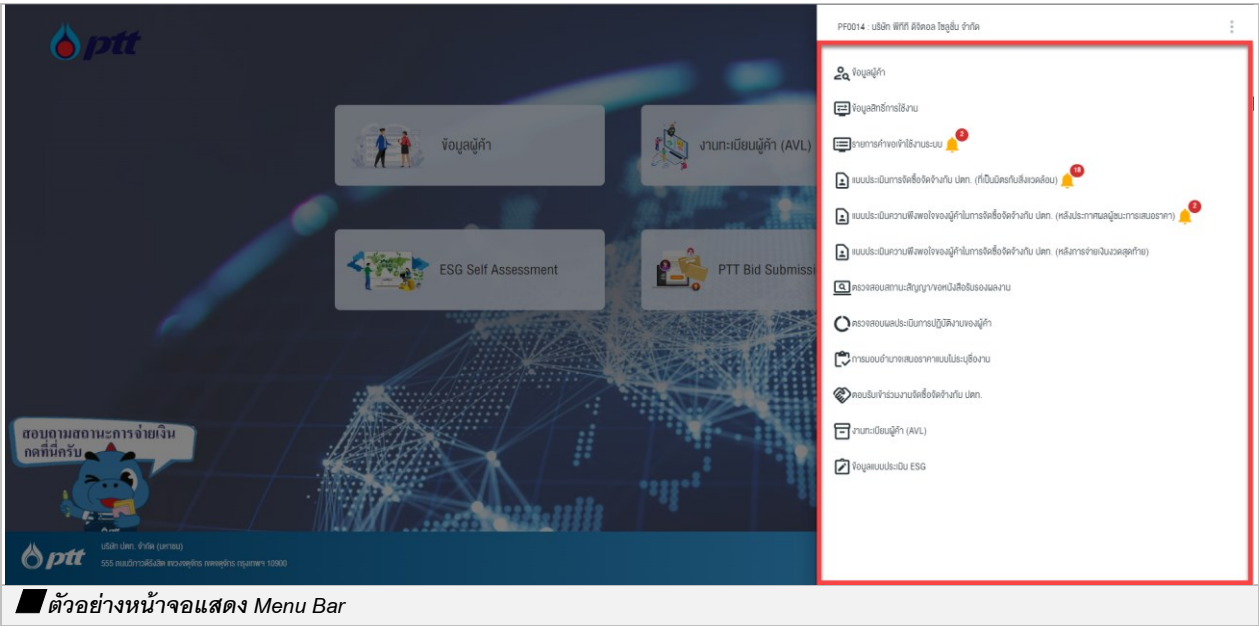 ptt
PF0014 : บริษัท พีทีที ดิจิตอล โซลูชั่น จำกัด
ข้อมูลผู้ค้า
ข้อมูลสิทธิ์การใช้งาน
รายการคำขอเข้าใช้งานระบบ 2
แบบประเมินการจัดซื้อจัดจ้างกับ ปตท. (ที่เป็นมิตรกับสิ่งแวดล้อม) 18
แบบประเมินความพึงพอใจของผู้ค้าในการจัดซื้อจัดจ้างกับ ปตท. (หลังประกาศผลผู้ชนะการเสนอราคา) 2
แบบประเมินความพึงพอใจของผู้ค้าในการจัดซื้อจัดจ้างกับ ปตท. (หลังการจ่ายเงินงวดสุดท้าย)
ตรวจสอบสถานะสัญญา/ขอหนังสือรับรองผลงาน
ตรวจสอบผลประเมินการปฏิบัติงานของผู้ค้า
การมอบอำนาจเสนอราคาแบบไม่ระบุชื่องาน
ตอบรับเข้าร่วมงานจัดซื้อจัดจ้างกับ ปตท.
งานทะเบียนผู้ค้า (AVL)
ข้อมูลแบบประเมิน ESG
ข้อมูลผู้ค้า
งานทะเบียนผู้ค้า (AVL)
ESG Self Assessment
PTT Bid Submissi
สอบถามสถานะการจ่ายเงิน
กดที่นี่ครับ
ptt
บริษัท ปตท. จำกัด (มหาชน)
555 ถนนวิภาวดีรังสิต แขวงจตุจักร เขตจตุจักร กรุงเทพฯ 10900
ตัวอย่างหน้าจอแสดง Menu Bar